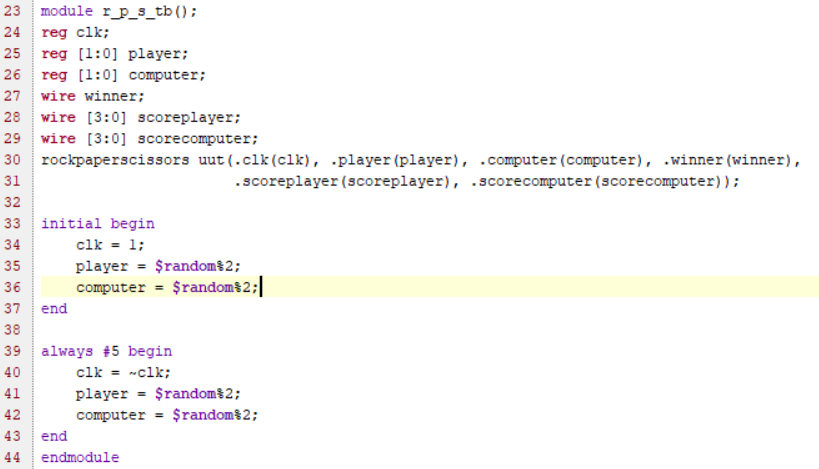 23 module r_p_s_tb();
24 reg clk;
25 reg [1:0] player;
26 reg [1:0] computer;
27 wire winner;
28 wire [3:0] scoreplayer;
29 wire [3:0] scorecomputer;
30 rockpaperscissors uut(.clk(clk), .player(player), .computer(computer), .winner(winner),
31                       .scoreplayer(scoreplayer), .scorecomputer(scorecomputer));
32
33 initial begin
34     clk = 1;
35     player = $random%2;
36     computer = $random%2;
37 end
38
39 always #5 begin
40     clk = ~clk;
41     player = $random%2;
42     computer = $random%2;
43 end
44 endmodule